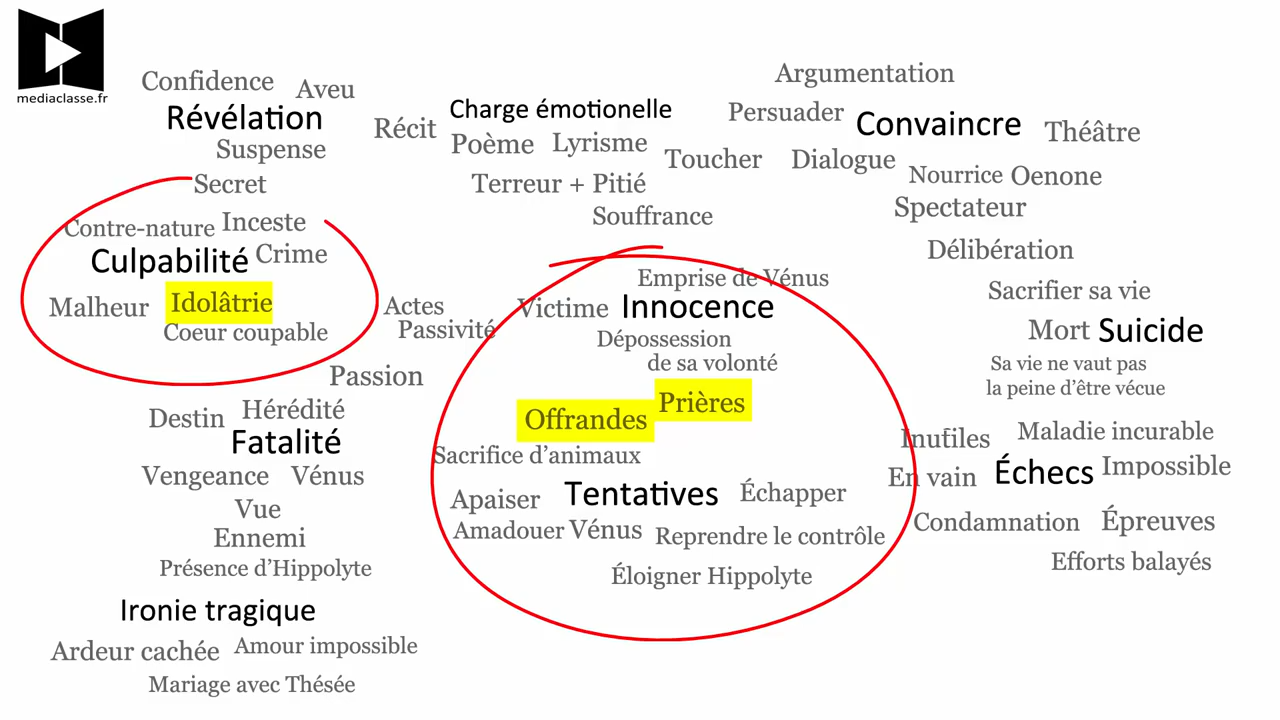 mediaclasse.fr
Confidence
Aveu
Révélation
Suspense
Secret
Récit
Charge émotionelle
Poème
Lyrisme
Terreur + Pitié
Toucher
Souffrance
Argumentation
Persuader
Convaincre
Théâtre
Dialogue
Nourrice Oenone
Spectateur
Contre-nature
Inceste
Culpabilité
Crime
Malheur
Idolâtrie
Coeur coupable
Actes
Passivité
Passion
Emprise de Vénus
Victime
Innocence
Dépossession
de sa volonté
Prières
Offrandes
Sacrifice d'animaux
Apaiser
Tentatives
Échapper
Amadouer Vénus
Reprendre le contrôle
Éloigner Hippolyte
Délibération
Sacrifier sa vie
Mort
Suicide
Sa vie ne vaut pas
la peine d'être vécue
Inutiles
Maladie incurable
En vain
Échecs
Impossible
Condamnation
Épreuves
Efforts balayés
Destin
Hérédité
Fatalité
Vengeance
Vénus
Vue
Ennemi
Présence d'Hippolyte
Ironie tragique
Ardeur cachée
Amour impossible
Mariage avec Thésée